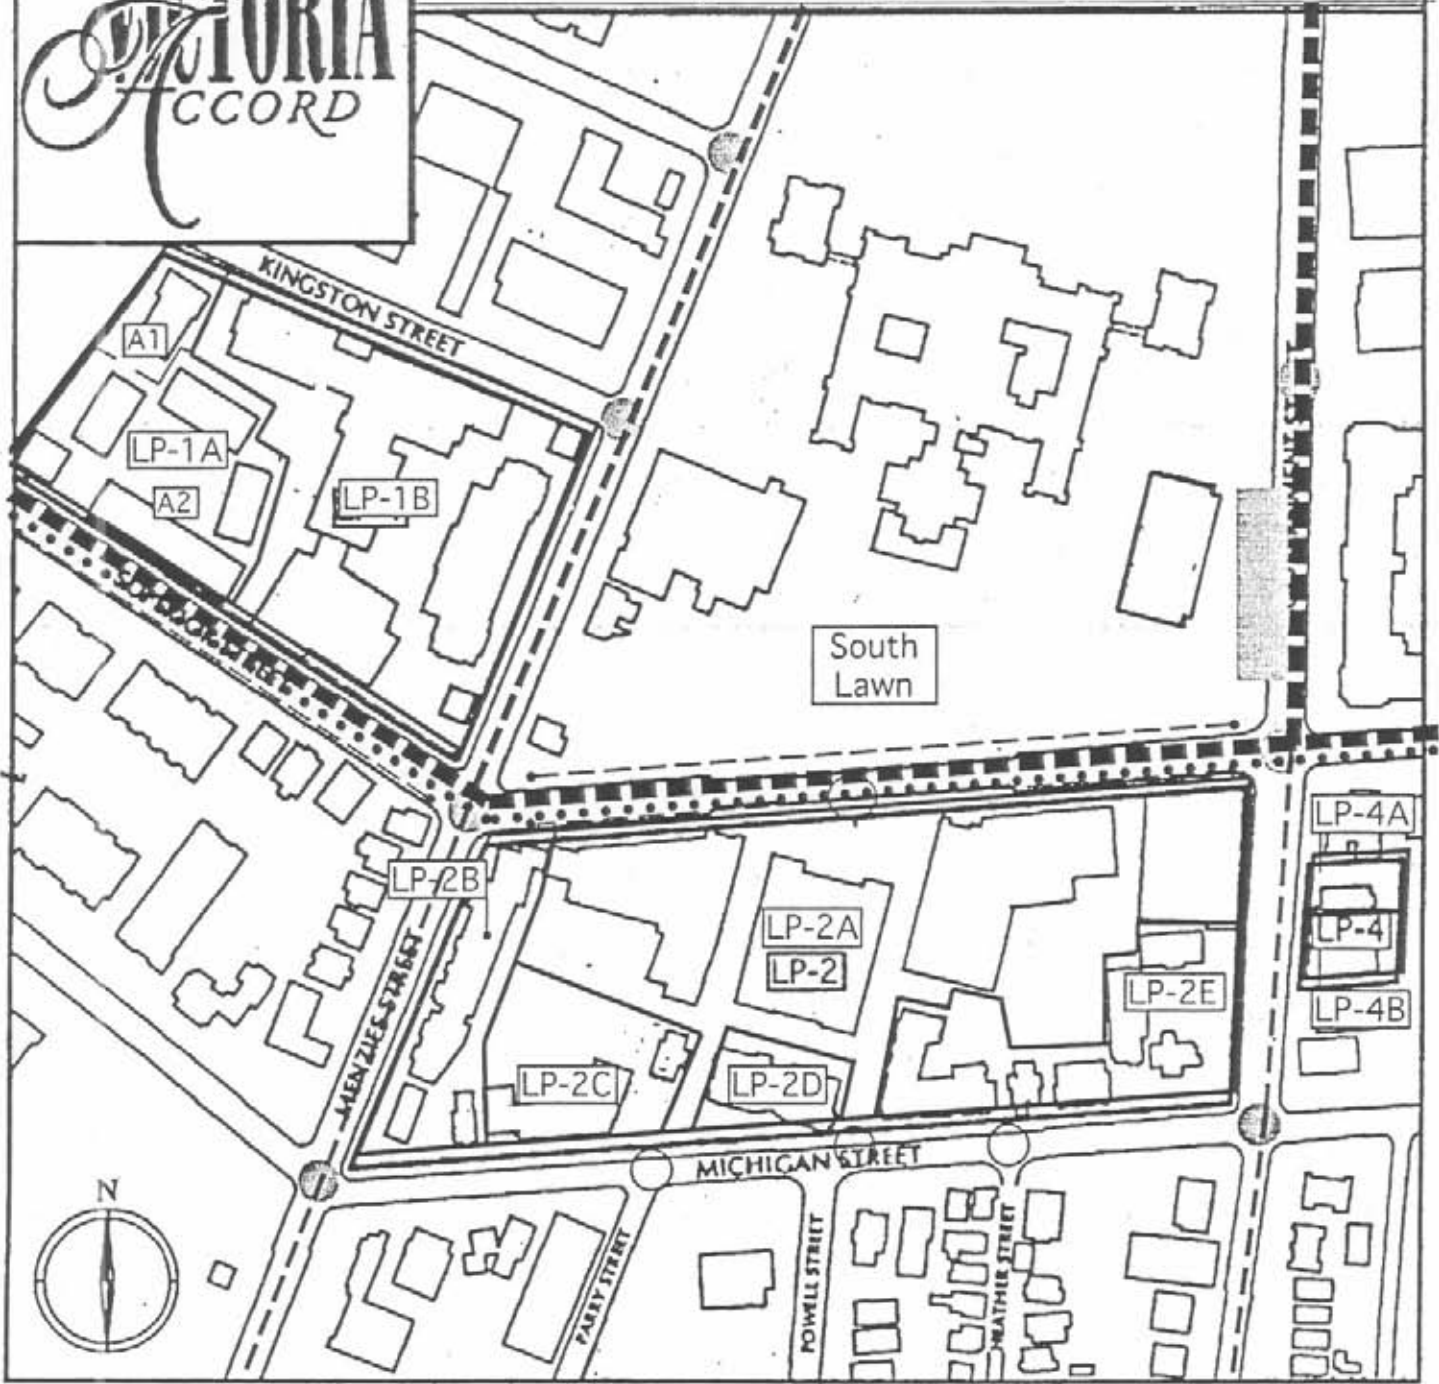 VICTORIA
ACCORD
KINGSTON STREET
A1
LP-1A
A2
LP-1B
SUPERIOR STREET
South
Lawn
LP-4A
LP-2B
LP-2A
LP-2
LP-4
LP-2E
LP-4B
MENZIES STREET
LP-2C
LP-2D
MICHIGAN STREET
N
PARRY STREET
POWELL STREET
HEATHER STREET